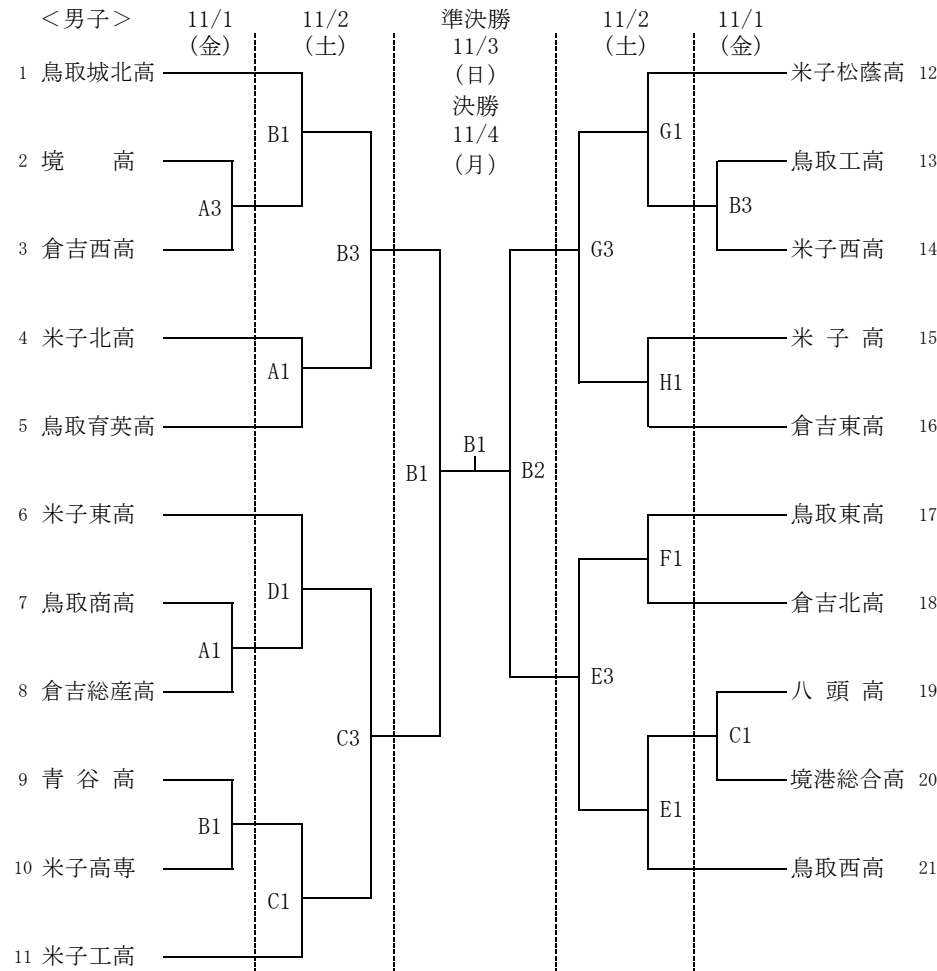 ＜男子＞ 11/1 11/2 準決勝 11/2 11/1
(金) (土) 11/3 (土) (金)
1 鳥取城北高 (日) 米子松蔭高 12
決勝
B1 11/4 G1
2 境　　高 (月) 鳥取工高 13
A3 B3
3 倉吉西高 B3 G3 米子西高 14
4 米子北高 米 子 高 15
A1 H1
5 鳥取育英高 倉吉東高 16
B1
B1 B2
6 米子東高 鳥取東高 17
F1
7 鳥取商高 D1 倉吉北高 18
A1
E3
8 倉吉総産高 八 頭 高 19
C3 C1
9 青 谷 高 境港総合高 20
B1 E1
10 米子高専 鳥取西高 21
C1
11 米子工高